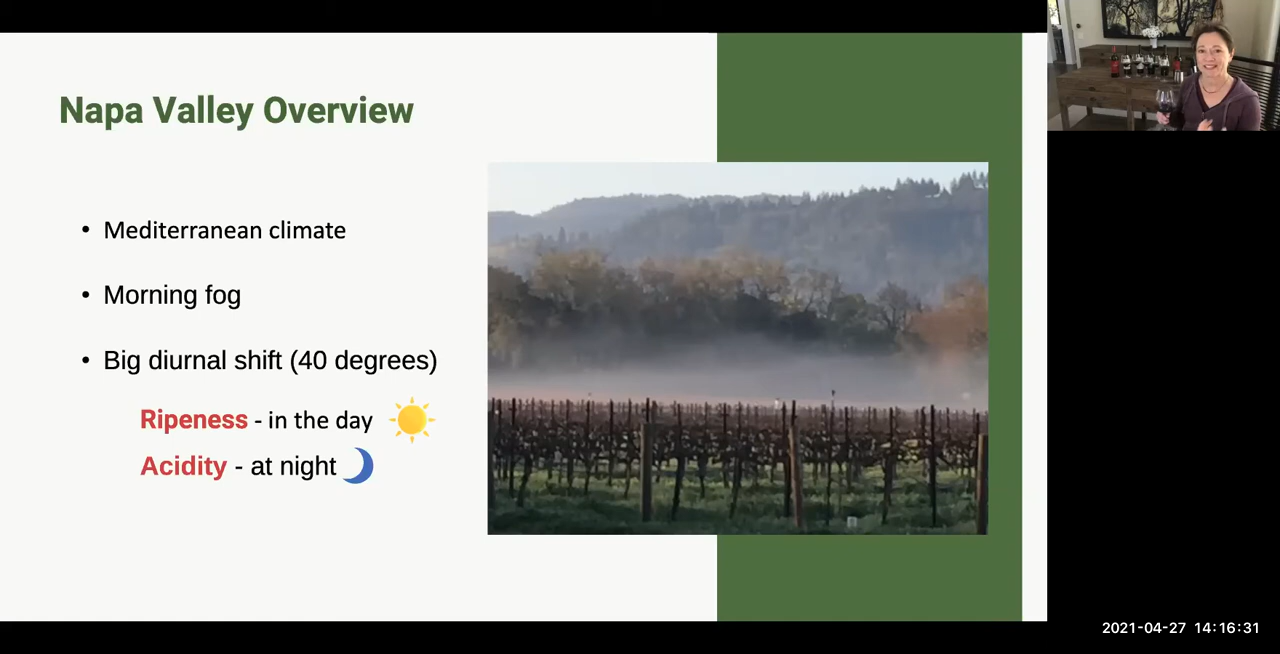 Napa Valley Overview
• Mediterranean climate
• Morning fog
• Big diurnal shift (40 degrees)
Ripeness - in the day
Acidity - at night
2021-04-27 14:16:31